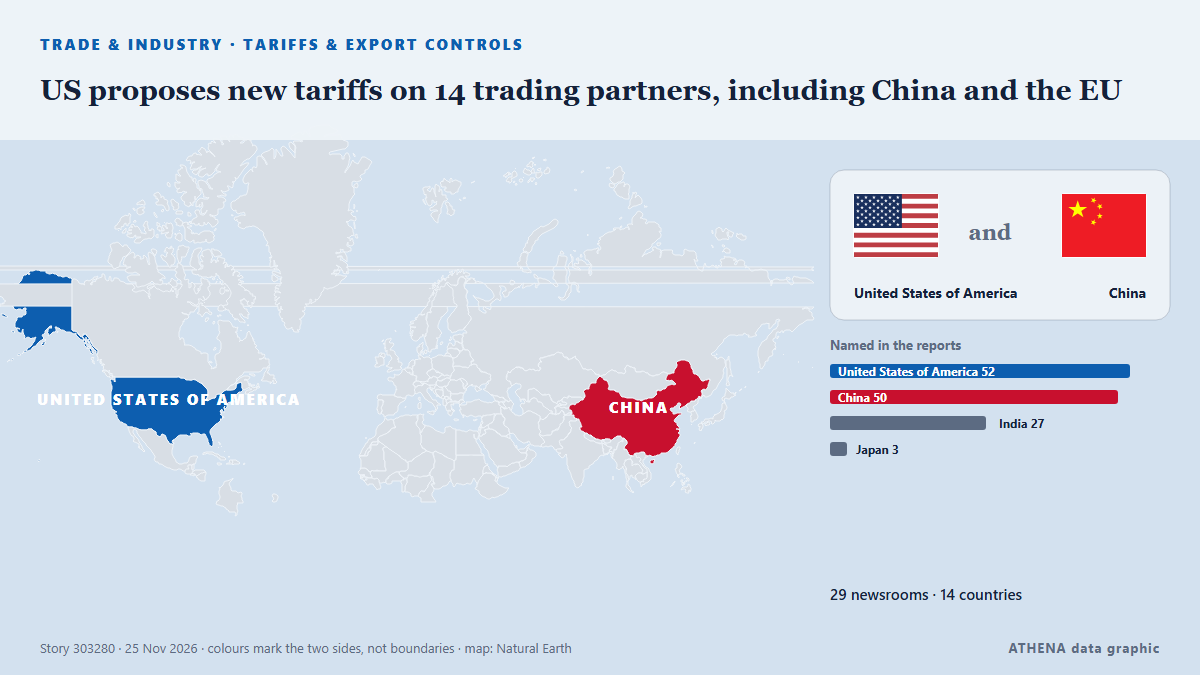 TRADE & INDUSTRY · TARIFFS & EXPORT CONTROLS
US proposes new tariffs on 14 trading partners, including China and the EU
and
United States of America China
Named in the reports
United States of America 52
China 50
India 27
Japan 3
UNITED STATES OF AMERICA
CHINA
29 newsrooms · 14 countries
Story 303280 · 25 Nov 2026 · colours mark the two sides, not boundaries · map: Natural Earth
ATHENA data graphic